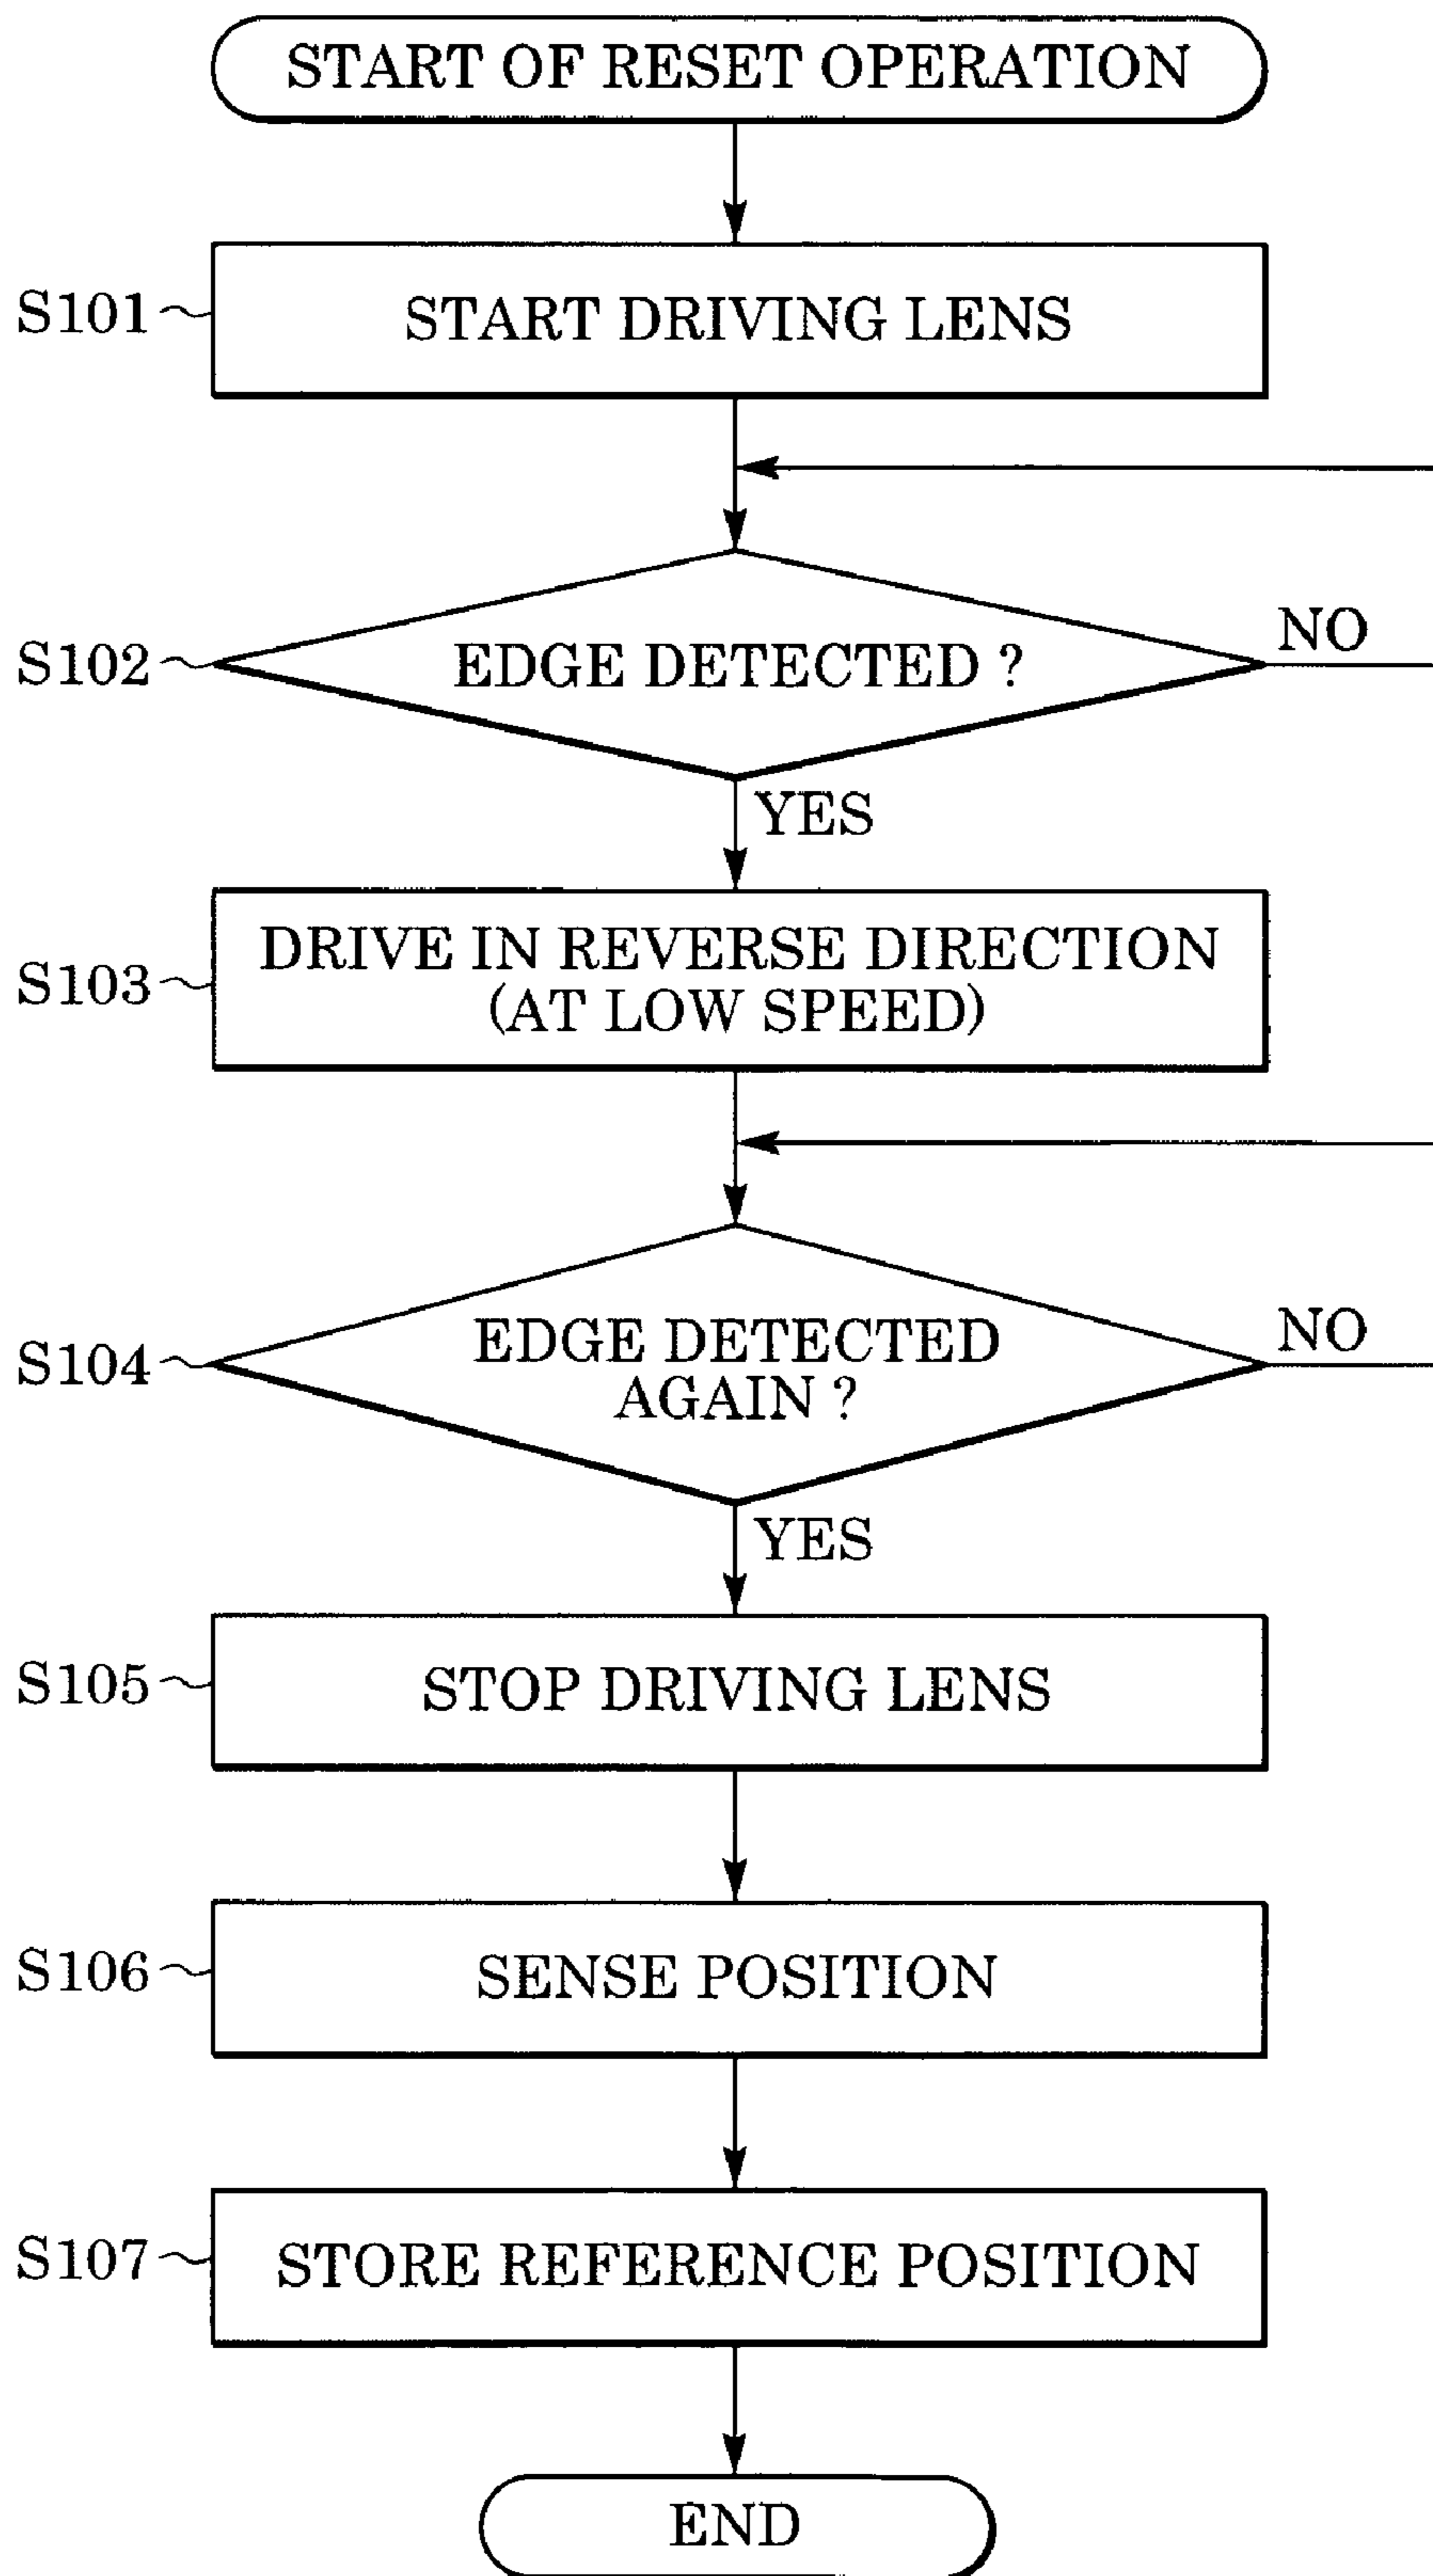 START OF RESET OPERATION
S101
START DRIVING LENS
S102
EDGE DETECTED ?
NO
YES
S103
DRIVE IN REVERSE DIRECTION
(AT LOW SPEED)
S104
EDGE DETECTED
AGAIN ?
NO
YES
S105
STOP DRIVING LENS
S106
SENSE POSITION
S107
STORE REFERENCE POSITION
END